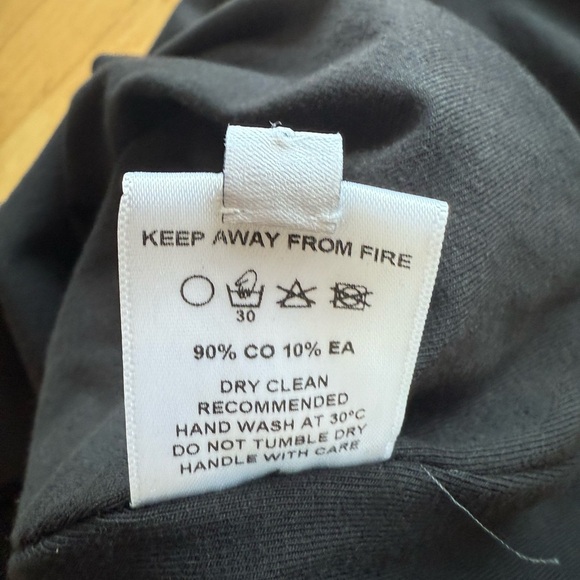 KEEP AWAY FROM FIRE
30
90% CO 10% EA
DRY CLEAN
RECOMMENDED
HAND WASH AT 30°C
DO NOT TUMBLE DRY
HANDLE WITH CARE